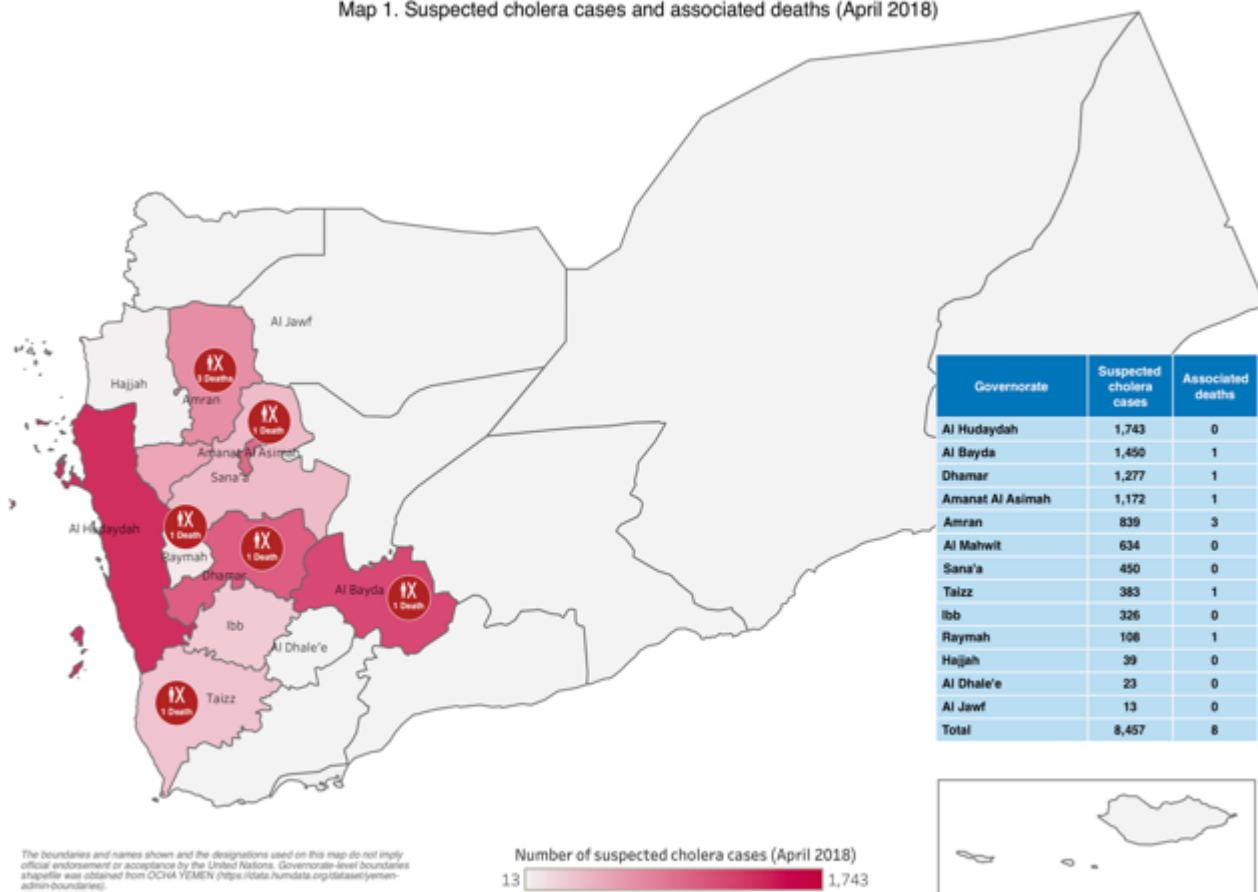 Map 1. Suspected cholera cases and associated deaths (April 2018)
Al Jawf
Hajjah
3 Deaths
Amran
1 Death
Amanat Al Asimah
Sana'a
Al Hudaydah
1 Death
Raymah
1 Death
Dhamar
Al Bayda
1 Death
Ibb
Al Dhale'e
Taizz
1 Death
Governorate Suspected cholera cases Associated deaths
Al Hudaydah 1,743 0
Al Bayda 1,450 1
Dhamar 1,277 1
Amanat Al Asimah 1,172 1
Amran 839 3
Al Mahwit 634 0
Sana'a 450 0
Taizz 383 1
Ibb 326 0
Raymah 108 1
Hajjah 39 0
Al Dhale'e 23 0
Al Jawf 13 0
Total 8,457 8
The boundaries and names shown and the designations used on this map do not imply
official endorsement or acceptance by the United Nations. Governorate-level boundaries
shapefile was obtained from OCHA YEMEN (https://data.humdata.org/dataset/yemen-
admin-boundaries).
Number of suspected cholera cases (April 2018)
13 1,743